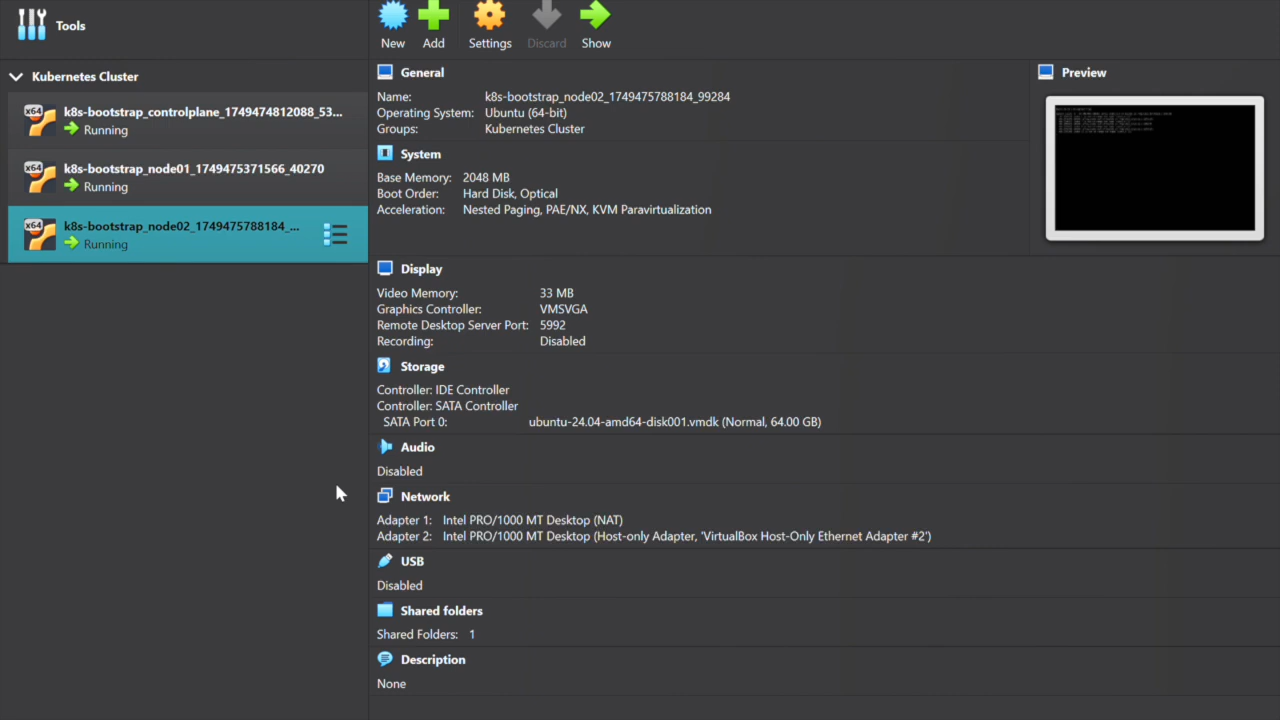 Tools
New
Add
Settings
Discard
Show
Kubernetes Cluster
x64
k8s-bootstrap_controlplane_1749474812088_53...
Running
x64
k8s-bootstrap_node01_1749475371566_40270
Running
x64
k8s-bootstrap_node02_1749475788184_...
Running
General
Name: k8s-bootstrap_node02_1749475788184_99284
Operating System: Ubuntu (64-bit)
Groups: Kubernetes Cluster
System
Base Memory: 2048 MB
Boot Order: Hard Disk, Optical
Acceleration: Nested Paging, PAE/NX, KVM Paravirtualization
Preview
Display
Video Memory: 33 MB
Graphics Controller: VMSVGA
Remote Desktop Server Port: 5992
Recording: Disabled
Storage
Controller: IDE Controller
Controller: SATA Controller
SATA Port 0: ubuntu-24.04-amd64-disk001.vmdk (Normal, 64.00 GB)
Audio
Disabled
Network
Adapter 1: Intel PRO/1000 MT Desktop (NAT)
Adapter 2: Intel PRO/1000 MT Desktop (Host-only Adapter, 'VirtualBox Host-Only Ethernet Adapter #2')
USB
Disabled
Shared folders
Shared Folders: 1
Description
None